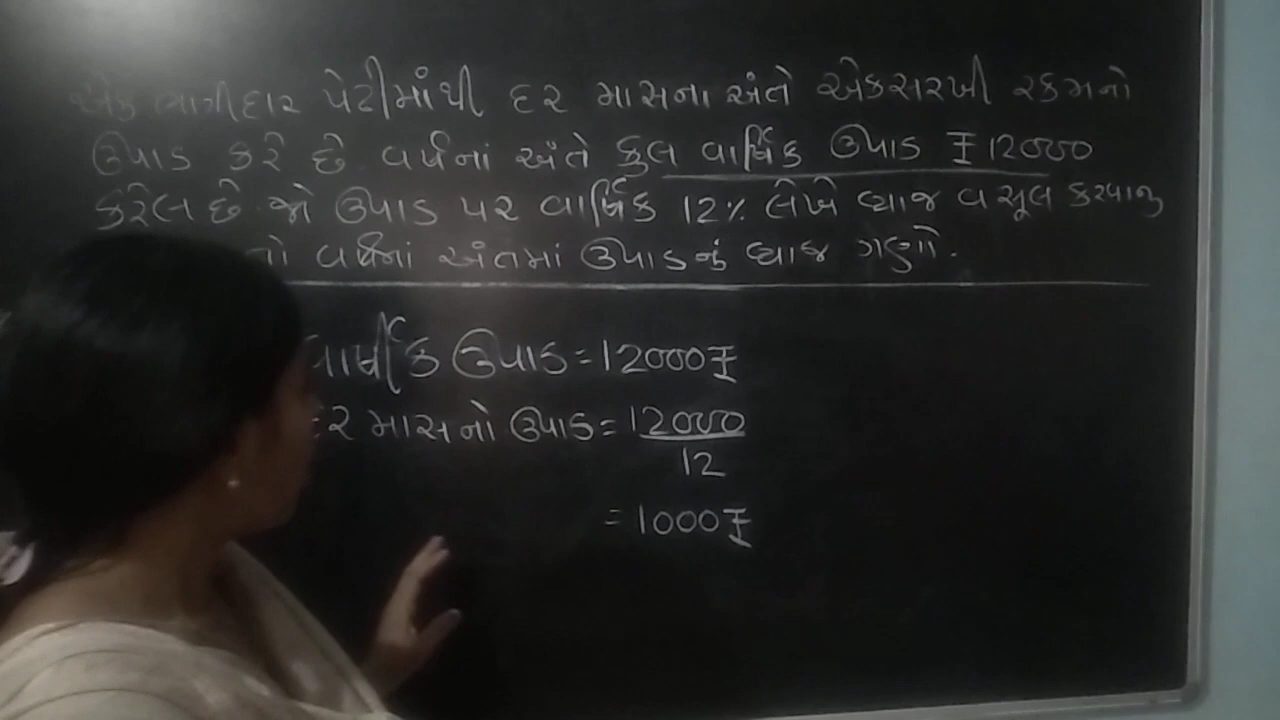 એક ભાગીદાર પેટીમાંથી દર માસના અંતે એકસરખી રકમનો
ઉપાડ કરે છે. વર્ષના અંતે કુલ વાર્ષિક ઉપાડ ₹ 12000
કરેલ છે. જો ઉપાડ પર વાર્ષિક 12% લેખે વ્યાજ વસૂલ કરવાનું
તો વર્ષના અંતમાં ઉપાડનું વ્યાજ ગણો.
વાર્ષીક ઉપાડ = 12000₹
દર માસનો ઉપાડ = 12000
12
= 1000₹